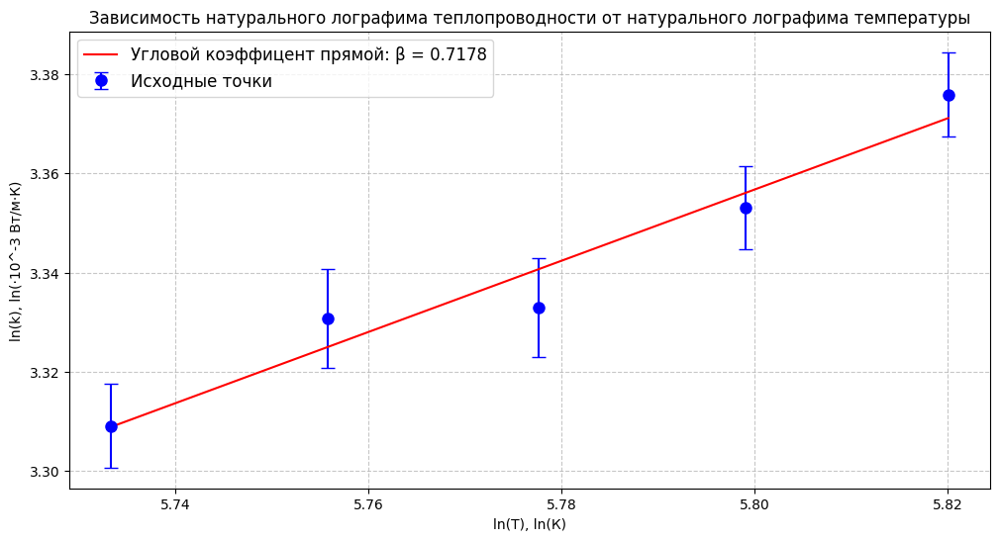 Зависимость натурального лографима теплопроводности от натурального лографима температуры
Угловой коэффицент прямой: β = 0.7178
Исходные точки
3.38
3.36
3.34
3.32
3.30
ln(k), ln(·10^-3 Вт/м·К)
5.74 5.76 5.78 5.80 5.82
ln(T), ln(К)